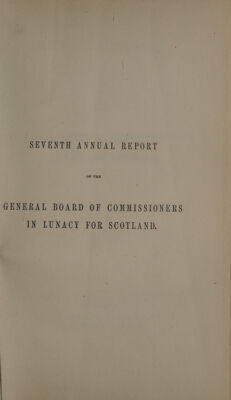 SEVENTH ANNUAL REPORT
OF THE
GENERAL BOARD OF COMMISSIONERS
IN LUNACY FOR SCOTLAND.